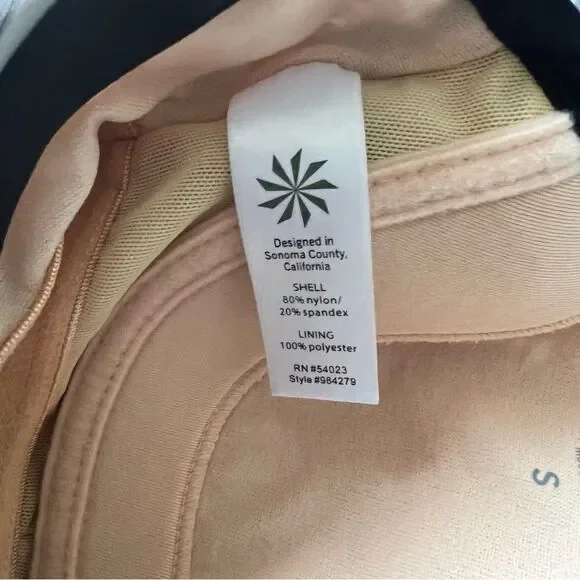 Designed in
Sonoma County,
California
SHELL
80% nylon/
20% spandex
LINING
100% polyester
RN #54023
Style #984279
S